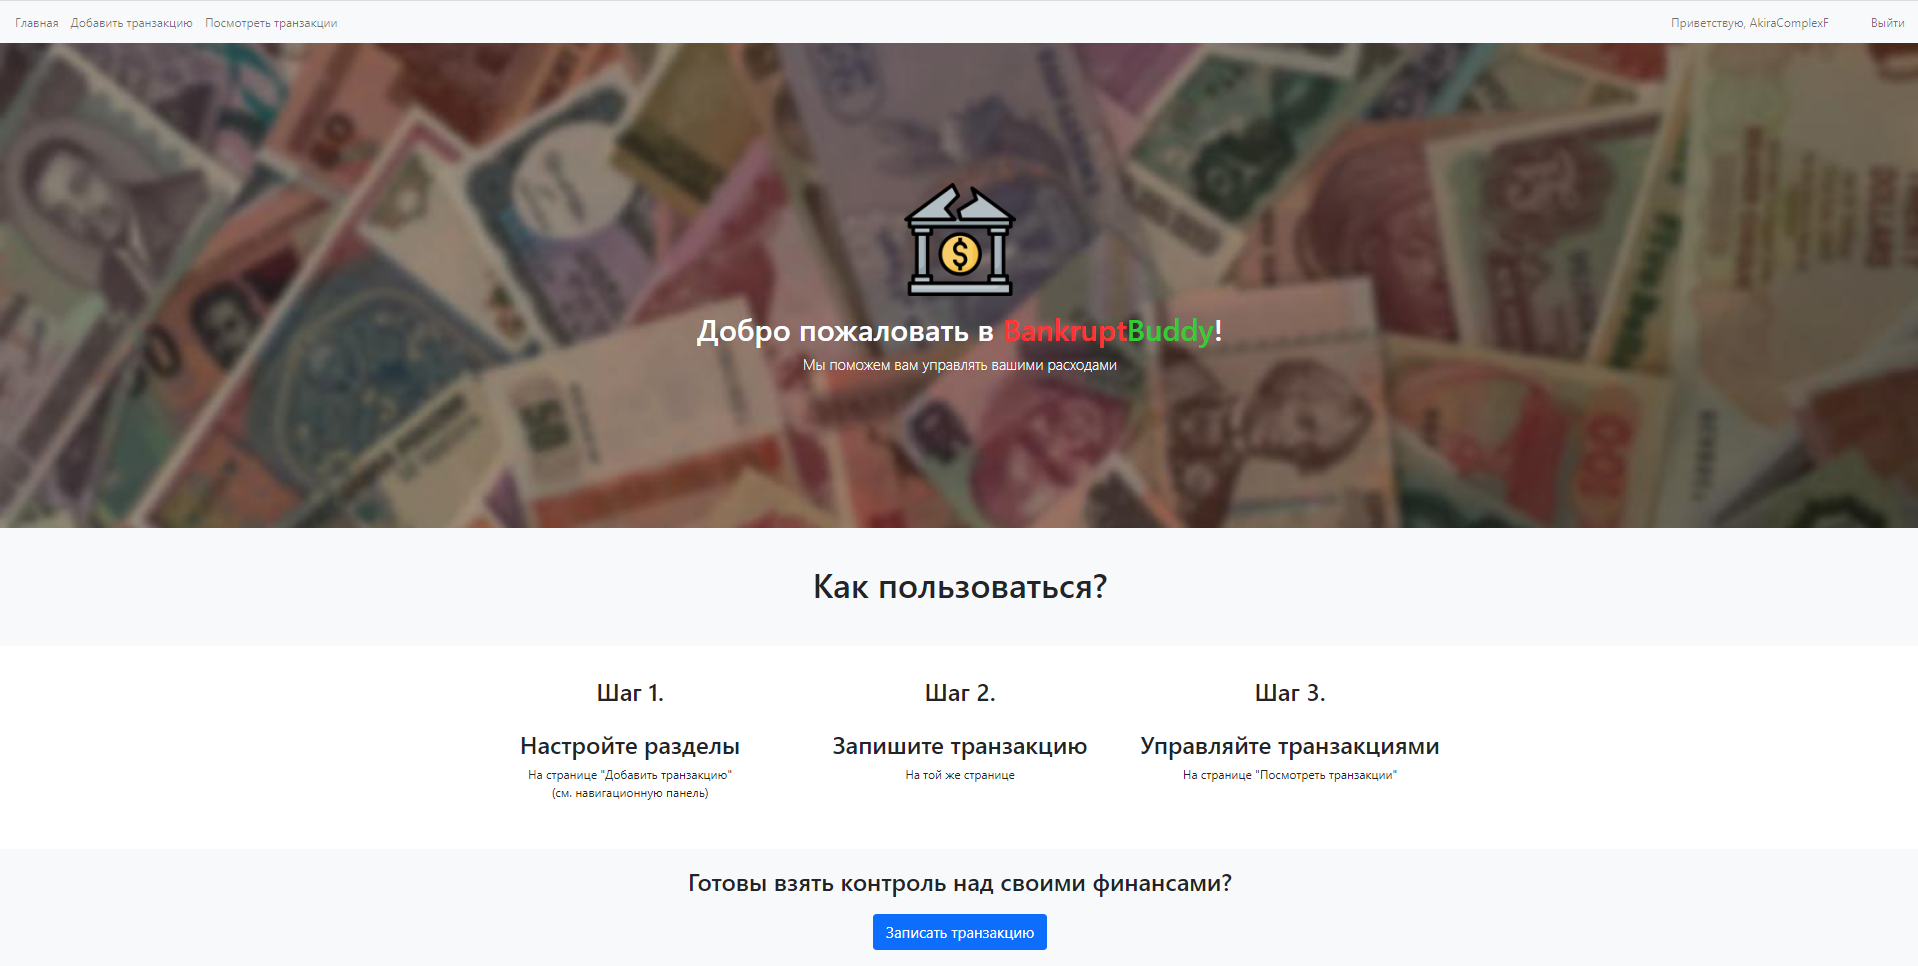 Главная Добавить транзакцию Посмотреть транзакции Приветствую, AkiraComplexF Выйти
Добро пожаловать в BankruptBuddy!
Мы поможем вам управлять вашими расходами
Как пользоваться?
Шаг 1.
Настройте разделы
На странице "Добавить транзакцию"
(см. навигационную панель)
Шаг 2.
Запишите транзакцию
На той же странице
Шаг 3.
Управляйте транзакциями
На странице "Посмотреть транзакции"
Готовы взять контроль над своими финансами?
Записать транзакцию